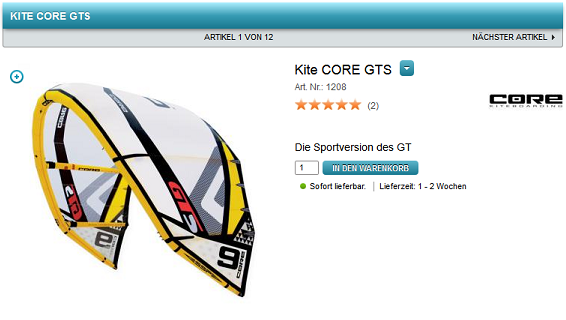 KITE CORE GTS
ARTIKEL 1 VON 12
NÄCHSTER ARTIKEL
Kite CORE GTS
Art. Nr.: 1208
(2)
CORE
KITEBOARDING
Die Sportversion des GT
1
IN DEN WARENKORB
Sofort lieferbar.
Lieferzeit: 1 - 2 Wochen
CORE
GTS
9
9
CORE